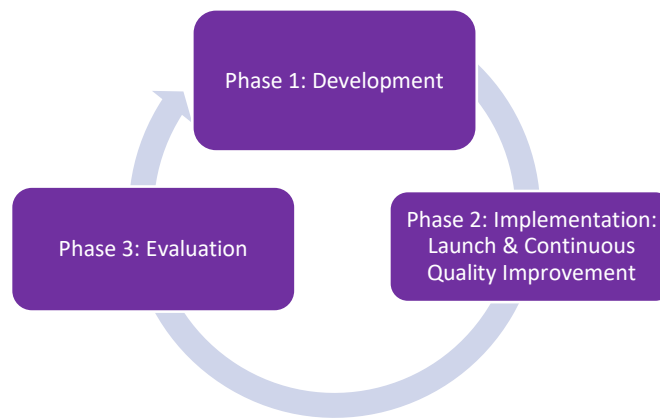 Phase 1: Development
Phase 2: Implementation:
Launch & Continuous
Quality Improvement
Phase 3: Evaluation